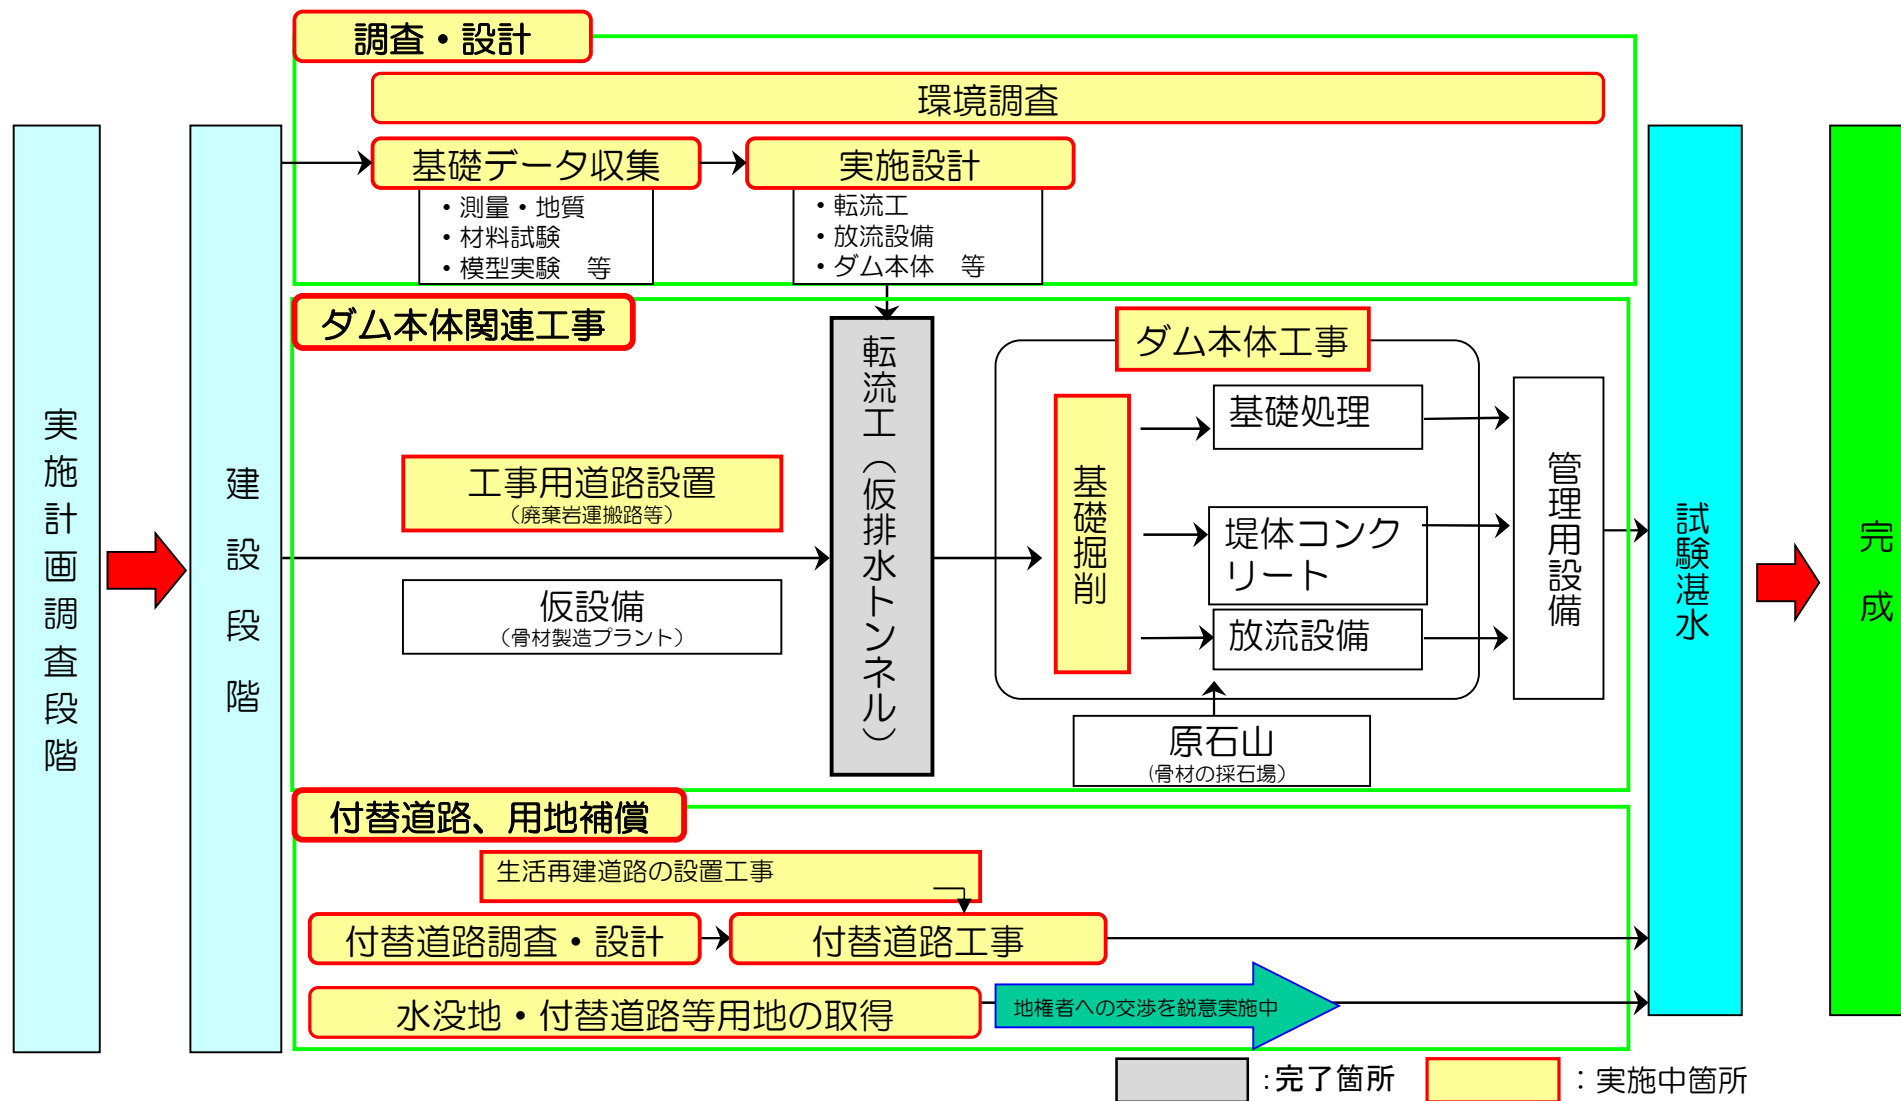 実施計画調査段階
建設段階
調査・設計
環境調査
基礎データ収集
・測量・地質
・材料試験
・模型実験　等
実施設計
・転流工
・放流設備
・ダム本体　等
ダム本体関連工事
工事用道路設置
（廃棄岩運搬路等）
仮設備
（骨材製造プラント）
転流工（仮排水トンネル）
ダム本体工事
基礎掘削
基礎処理
堤体コンク
リート
放流設備
原石山
（骨材の採石場）
管理用設備
付替道路、用地補償
生活再建道路の設置工事
付替道路調査・設計
付替道路工事
水没地・付替道路等用地の取得
地権者への交渉を鋭意実施中
試験湛水
完成
：完了箇所
：実施中箇所